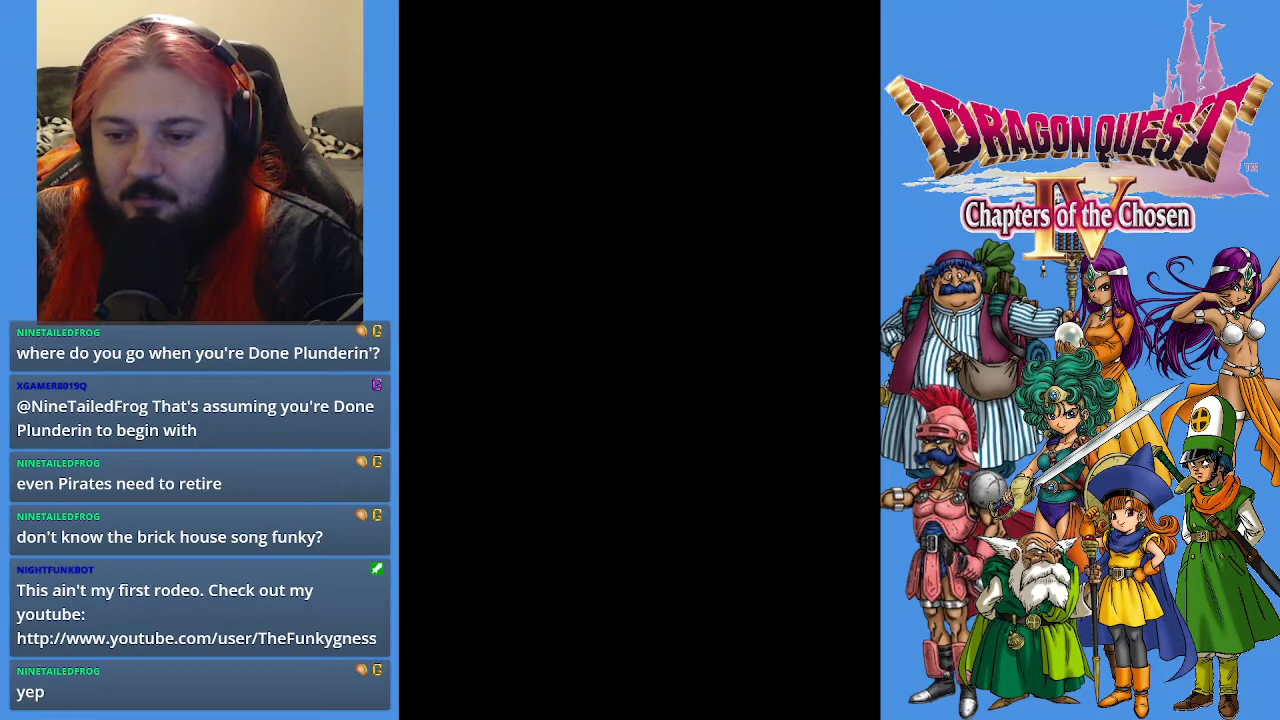 NINETAILEDFROG
where do you go when you're Done Plunderin'?
XGAMER8019Q
@NineTailedFrog That's assuming you're Done
Plunderin to begin with
NINETAILEDFROG
even Pirates need to retire
NINETAILEDFROG
don't know the brick house song funky?
NIGHTFUNKBOT
This ain't my first rodeo. Check out my
youtube:
http://www.youtube.com/user/TheFunkygness
NINETAILEDFROG
yep
DRAGON QUEST
IV
Chapters of the Chosen